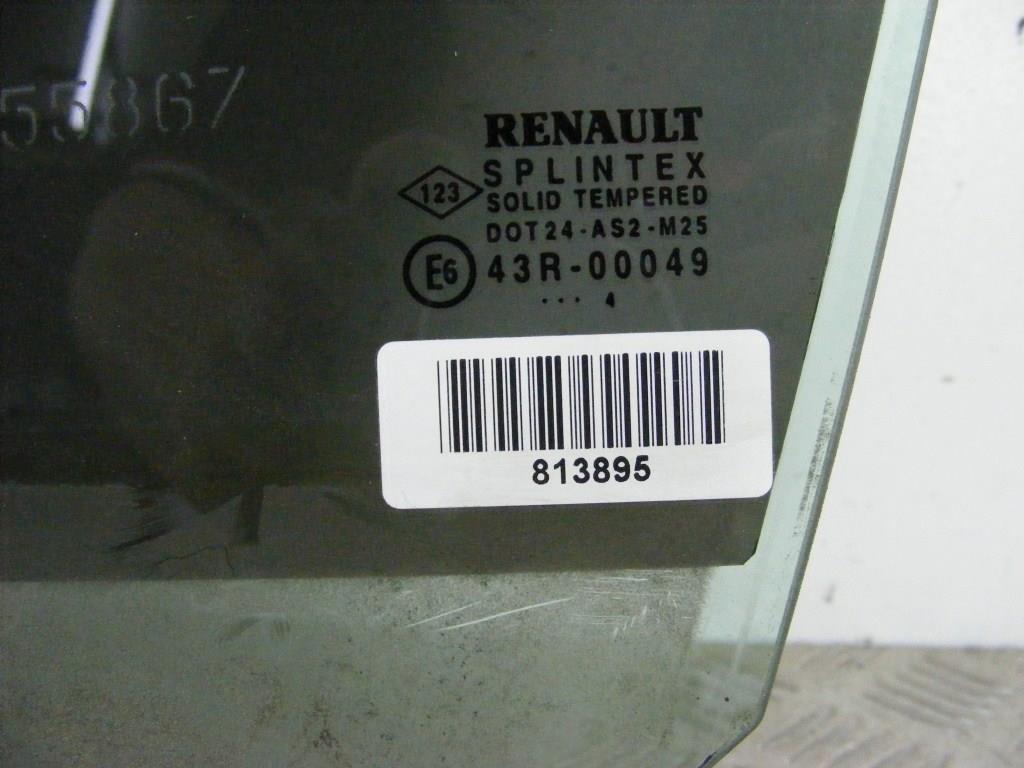 55867
RENAULT
SPLINTEX
123
SOLID TEMPERED
DOT24-AS2-M25
E6 43R-00049
... 4
813895